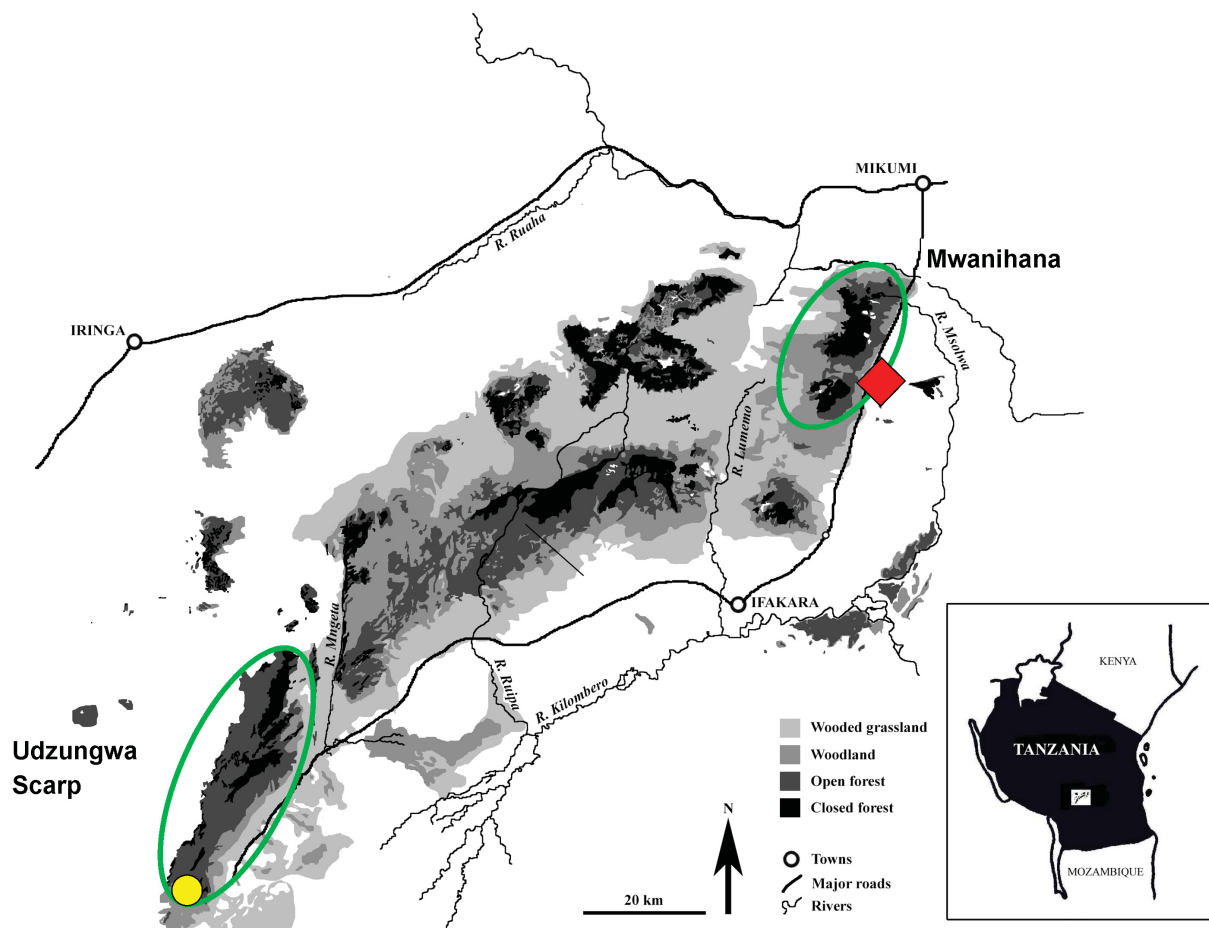 MIKUMI
Mwanihana
R. Ruaha
R. Msolwa
IRINGA
R. Lumemo
IFAKARA
R. Mngeta
R. Ruipa
R. Kilombero
Udzungwa
Scarp
Wooded grassland
Woodland
Open forest
Closed forest
N
Towns
Major roads
Rivers
20 km
KENYA
TANZANIA
MOZAMBIQUE